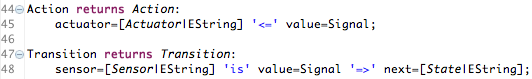 44 Action returns Action:
45 actuator=[Actuator|EString] '<=' value=Signal;
46
47 Transition returns Transition:
48 sensor=[Sensor|EString] 'is' value=Signal '=>' next=[State|EString];